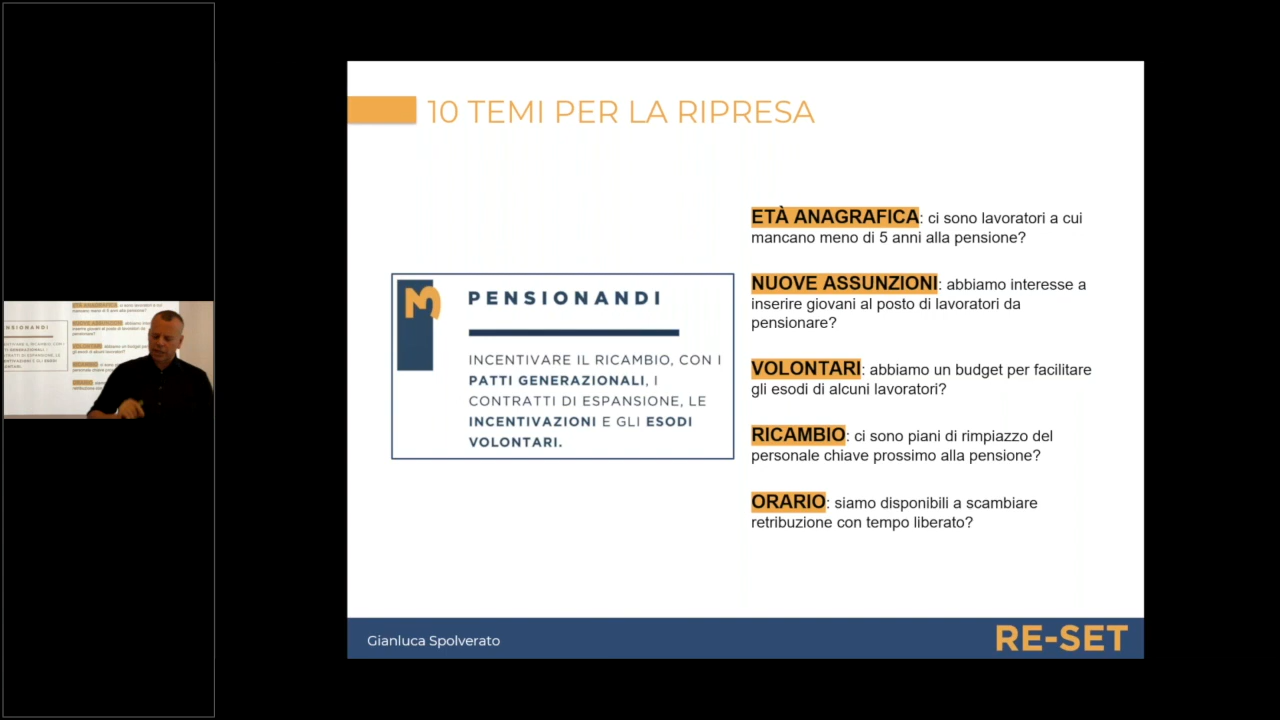 10 TEMI PER LA RIPRESA
3
PENSIONANDI
INCENTIVARE IL RICAMBIO, CON I
PATTI GENERAZIONALI, I
CONTRATTI DI ESPANSIONE, LE
INCENTIVAZIONI E GLI ESODI
VOLONTARI.
ETÀ ANAGRAFICA: ci sono lavoratori a cui
mancano meno di 5 anni alla pensione?
NUOVE ASSUNZIONI: abbiamo interesse a
inserire giovani al posto di lavoratori da
pensionare?
VOLONTARI: abbiamo un budget per facilitare
gli esodi di alcuni lavoratori?
RICAMBIO: ci sono piani di rimpiazzo del
personale chiave prossimo alla pensione?
ORARIO: siamo disponibili a scambiare
retribuzione con tempo liberato?
Gianluca Spolverato
RE-SET